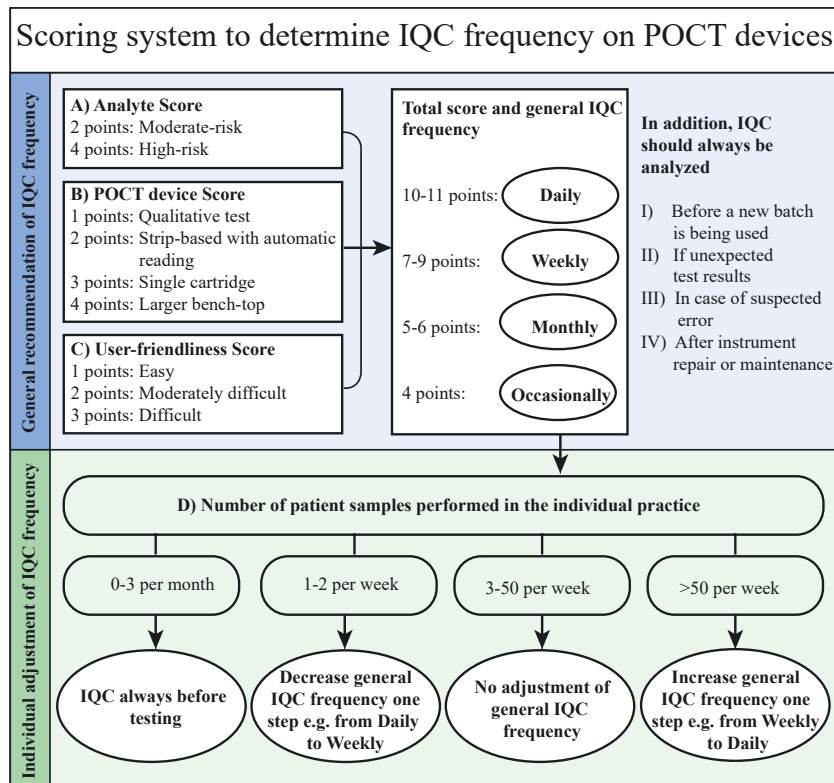 Scoring system to determine IQC frequency on POCT devices
General recommendation of IQC frequency
A) Analyte Score
2 points: Moderate-risk
4 points: High-risk
B) POCT device Score
1 points: Qualitative test
2 points: Strip-based with automatic
reading
3 points: Single cartridge
4 points: Larger bench-top
C) User-friendliness Score
1 points: Easy
2 points: Moderately difficult
3 points: Difficult
Total score and general IQC
frequency
10-11 points: Daily
7-9 points: Weekly
5-6 points: Monthly
4 points: Occasionally
In addition, IQC
should always be
analyzed
I) Before a new batch
is being used
II) If unexpected
test results
III) In case of suspected
error
IV) After instrument
repair or maintenance
Individual adjustment of IQC frequency
D) Number of patient samples performed in the individual practice
0-3 per month
1-2 per week
3-50 per week
>50 per week
IQC always before
testing
Decrease general
IQC frequency one
step e.g. from Daily
to Weekly
No adjustment of
general IQC
frequency
Increase general
IQC frequency one
step e.g. from Weekly
to Daily